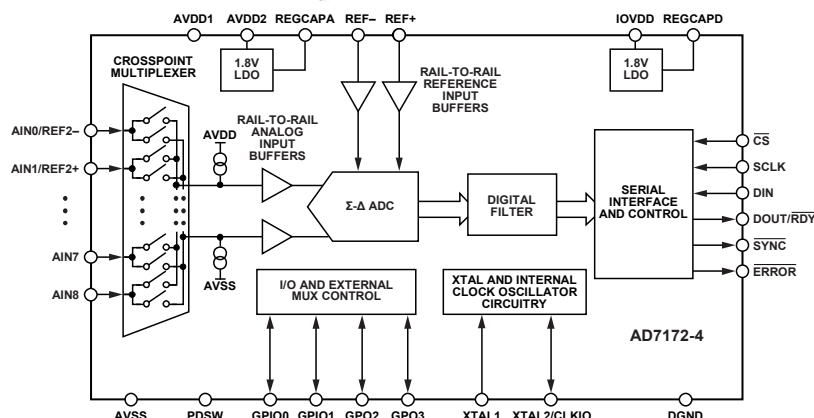 AVDD1 AVDD2 REGCAPA REF– REF+ IOVDD REGCAPD
CROSSPOINT
MULTIPLEXER
1.8V
LDO
1.8V
LDO
RAIL-TO-RAIL
REFERENCE
INPUT
BUFFERS
RAIL-TO-RAIL
ANALOG
INPUT
BUFFERS
AVDD
AIN0/REF2–
AIN1/REF2+
AIN7
AIN8
Σ-Δ ADC
DIGITAL
FILTER
SERIAL
INTERFACE
AND CONTROL
CS
SCLK
DIN
DOUT/RDY
SYNC
ERROR
AVSS
I/O AND EXTERNAL
MUX CONTROL
XTAL AND INTERNAL
CLOCK OSCILLATOR
CIRCUITRY
AD7172-4
AVSS PDSW GPIO0 GPIO1 GPO2 GPO3 XTAL1 XTAL2/CLKIO DGND